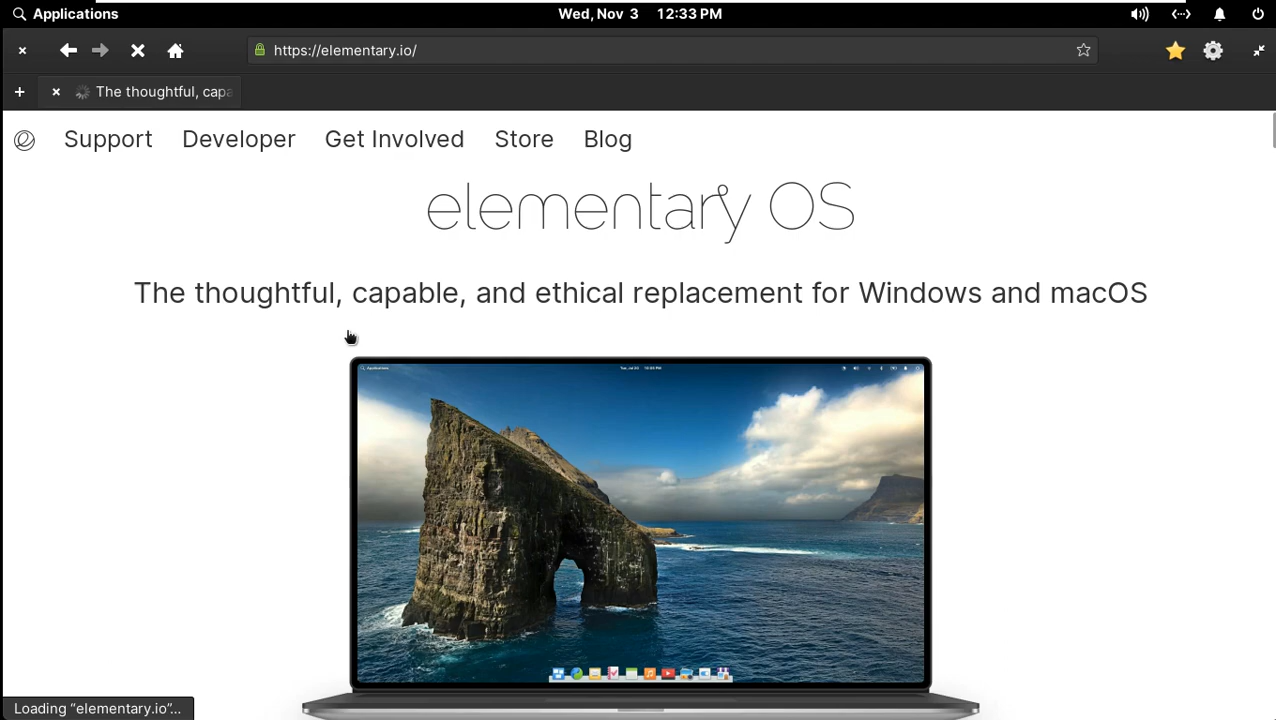 Applications
Wed, Nov 3 12:33 PM
https://elementary.io/
The thoughtful, capa
Support Developer Get Involved Store Blog
elementary OS
The thoughtful, capable, and ethical replacement for Windows and macOS
Applications
Loading “elementary.io”…